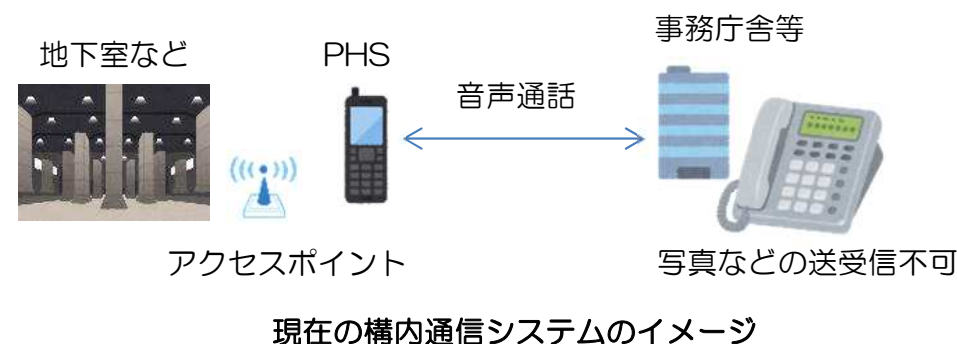 事務庁舎等
地下室など
PHS
音声通話
アクセスポイント
写真などの送受信不可
現在の構内通信システムのイメージ